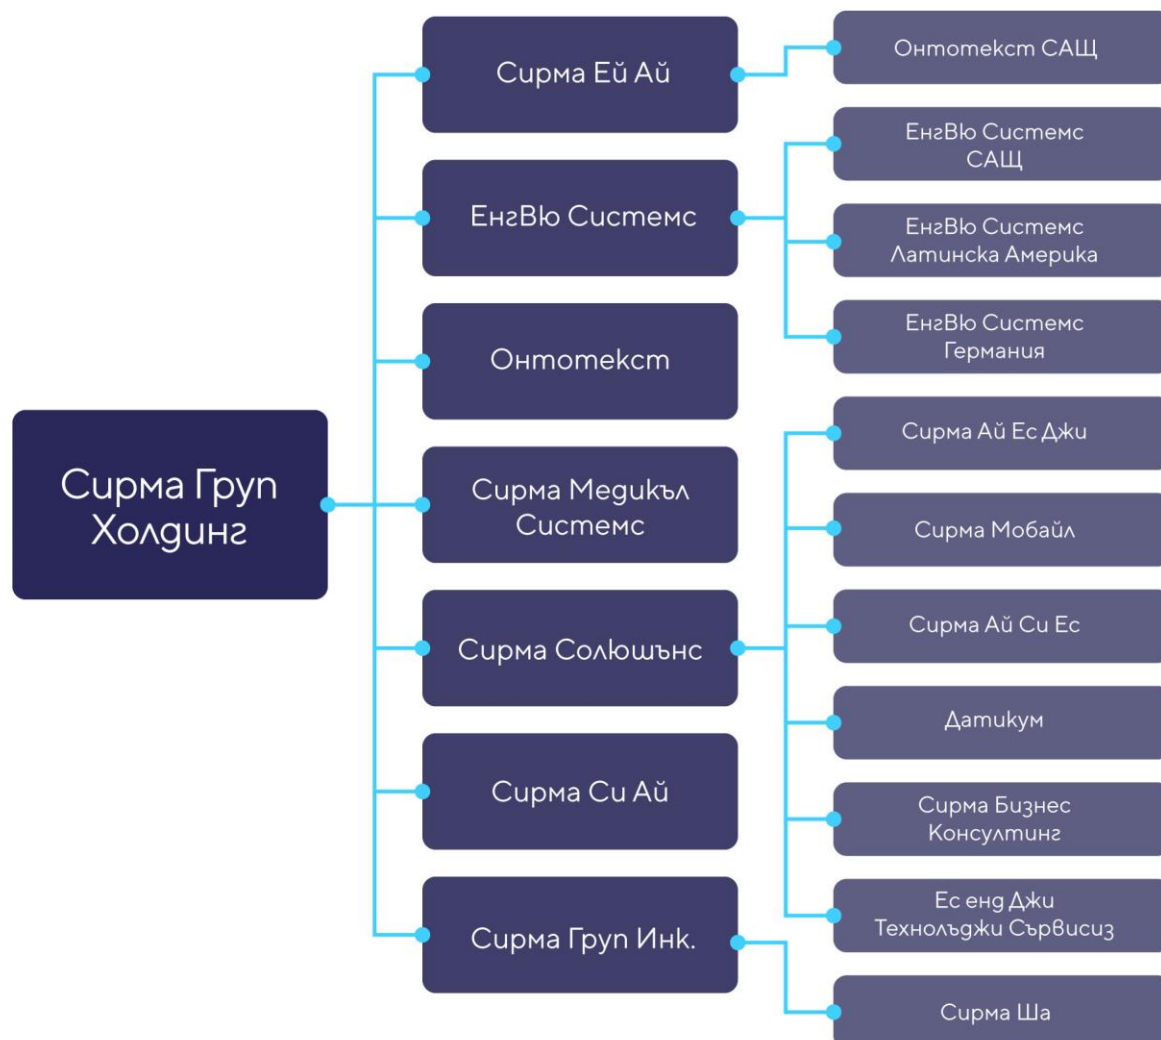 Сирма Груп
Холдинг
Сирма Ей Ай
ЕнгВю Системс
Онтотекст
Сирма Медикъл
Системс
Сирма Солюшънс
Сирма Си Ай
Сирма Груп Инк.
Онтотекст САЩ
ЕнгВю Системс
САЩ
ЕнгВю Системс
Латинска Америка
ЕнгВю Системс
Германия
Сирма Ай Ес Джи
Сирма Мобайл
Сирма Ай Си Ес
Датикум
Сирма Бизнес
Консултинг
Ес енд Джи
Технолъджи Сървисиз
Сирма Ша